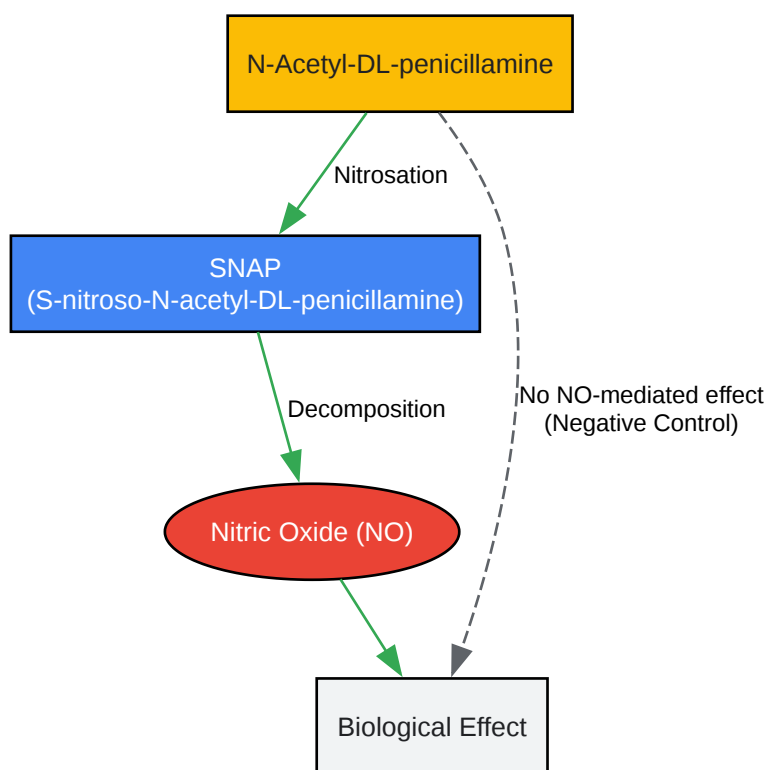 N-Acetyl-DL-penicillamine
Nitrosation
SNAP
(S-nitroso-N-acetyl-DL-penicillamine)
Decomposition
No NO-mediated effect
(Negative Control)
Nitric Oxide (NO)
Biological Effect